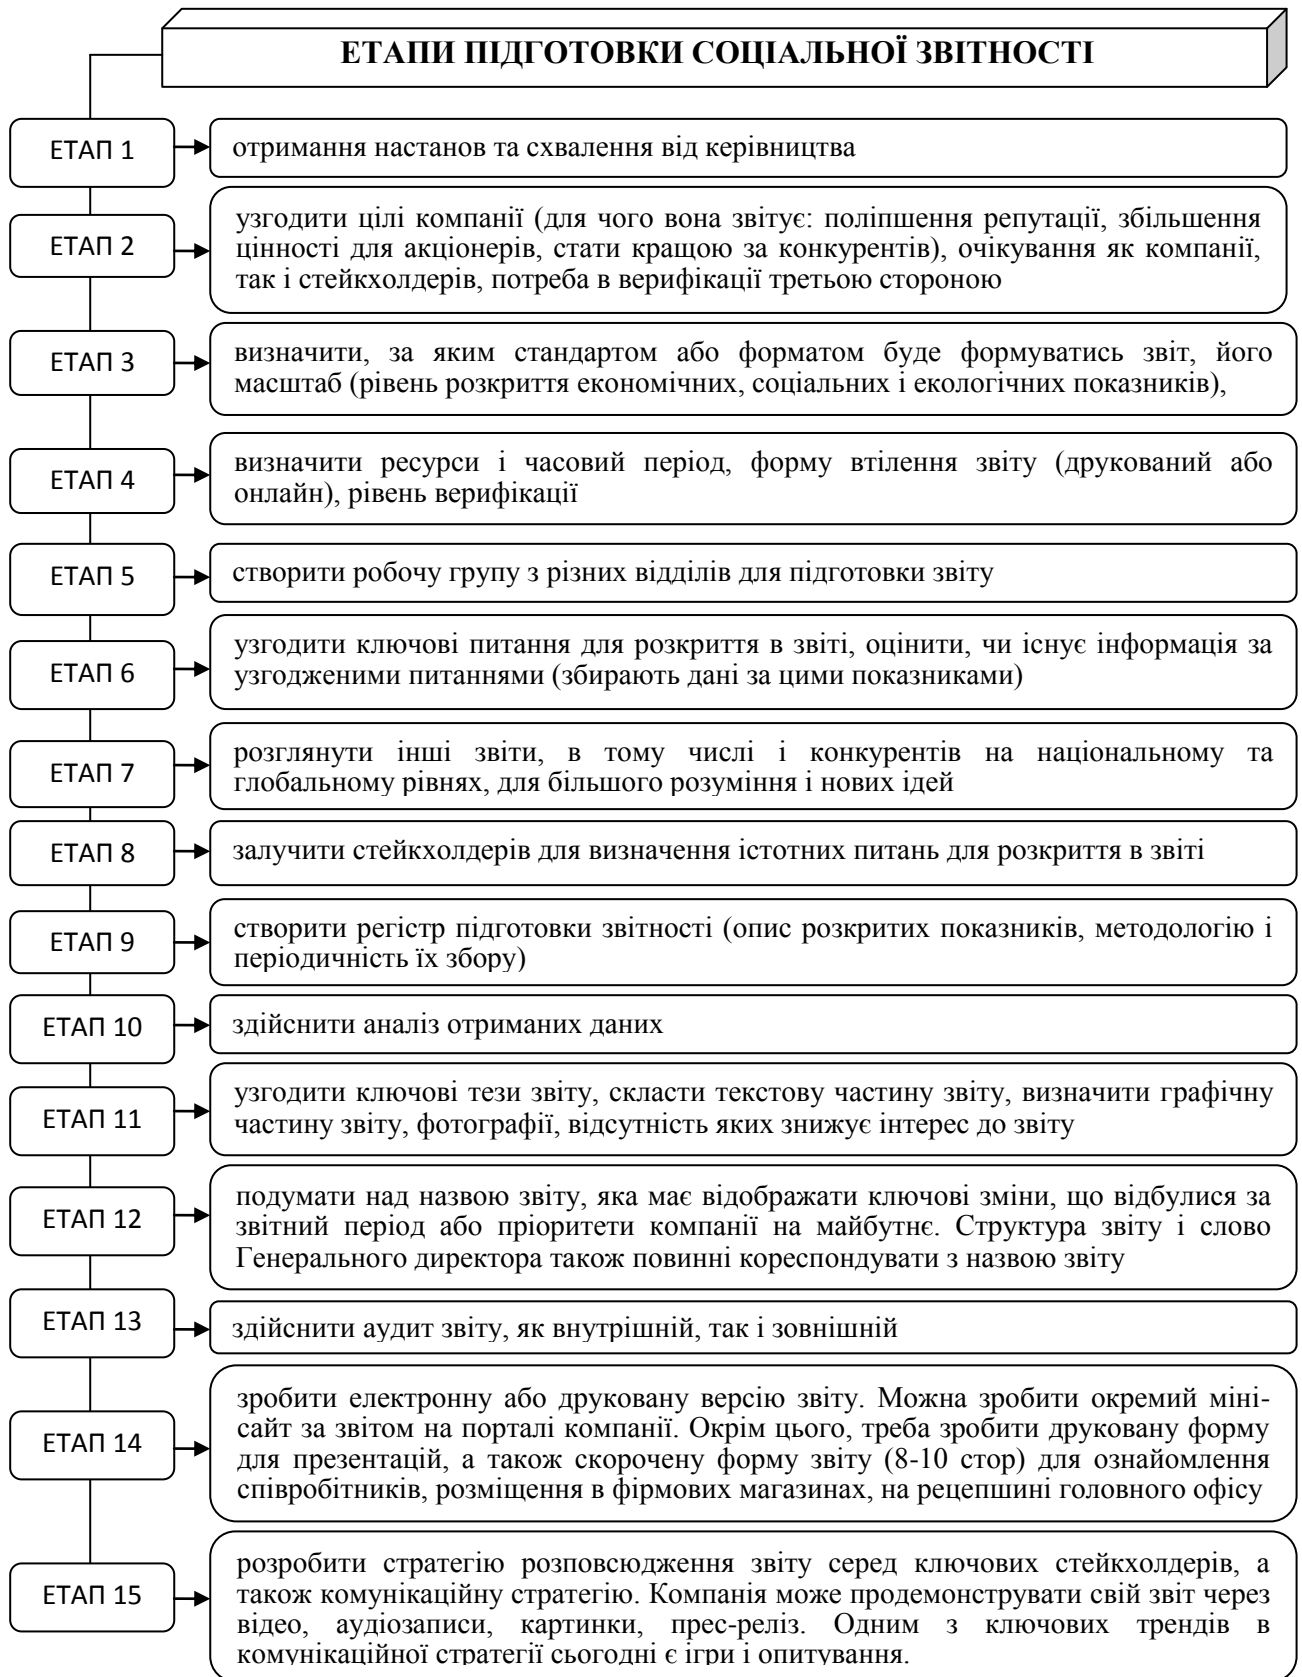 ЕТАПИ ПІДГОТОВКИ СОЦІАЛЬНОЇ ЗВІТНОСТІ
ЕТАП 1
отримання настанов та схвалення від керівництва
ЕТАП 2
узгодити цілі компанії (для чого вона звітує: поліпшення репутації, збільшення
цінності для акціонерів, стати кращою за конкурентів), очікування як компанії,
так і стейкхолдерів, потреба в верифікації третьою стороною
ЕТАП 3
визначити, за яким стандартом або форматом буде формуватись звіт, його
масштаб (рівень розкриття економічних, соціальних і екологічних показників),
ЕТАП 4
визначити ресурси і часовий період, форму втілення звіту (друкований або
онлайн), рівень верифікації
ЕТАП 5
створити робочу групу з різних відділів для підготовки звіту
ЕТАП 6
узгодити ключові питання для розкриття в звіті, оцінити, чи існує інформація за
узгодженими питаннями (збирають дані за цими показниками)
ЕТАП 7
розглянути інші звіти, в тому числі і конкурентів на національному та
глобальному рівнях, для більшого розуміння і нових ідей
ЕТАП 8
залучити стейкхолдерів для визначення істотних питань для розкриття в звіті
ЕТАП 9
створити регістр підготовки звітності (опис розкритих показників, методологію і
періодичність їх збору)
ЕТАП 10
здійснити аналіз отриманих даних
ЕТАП 11
узгодити ключові тези звіту, скласти текстову частину звіту, визначити графічну
частину звіту, фотографії, відсутність яких знижує інтерес до звіту
ЕТАП 12
подумати над назвою звіту, яка має відображати ключові зміни, що відбулися за
звітний період або пріоритети компанії на майбутнє. Структура звіту і слово
Генерального директора також повинні кореспондувати з назвою звіту
ЕТАП 13
здійснити аудит звіту, як внутрішній, так і зовнішній
ЕТАП 14
зробити електронну або друковану версію звіту. Можна зробити окремий міні-
сайт за звітом на порталі компанії. Окрім цього, треба зробити друковану форму
для презентацій, а також скорочену форму звіту (8-10 стор) для ознайомлення
співробітників, розміщення в фірмових магазинах, на рецепшині головного офісу
ЕТАП 15
розробити стратегію розповсюдження звіту серед ключових стейкхолдерів, а
також комунікаційну стратегію. Компанія може продемонструвати свій звіт через
відео, аудіозаписи, картинки, прес-реліз. Одним з ключових трендів в
комунікаційної стратегії сьогодні є ігри і опитування.